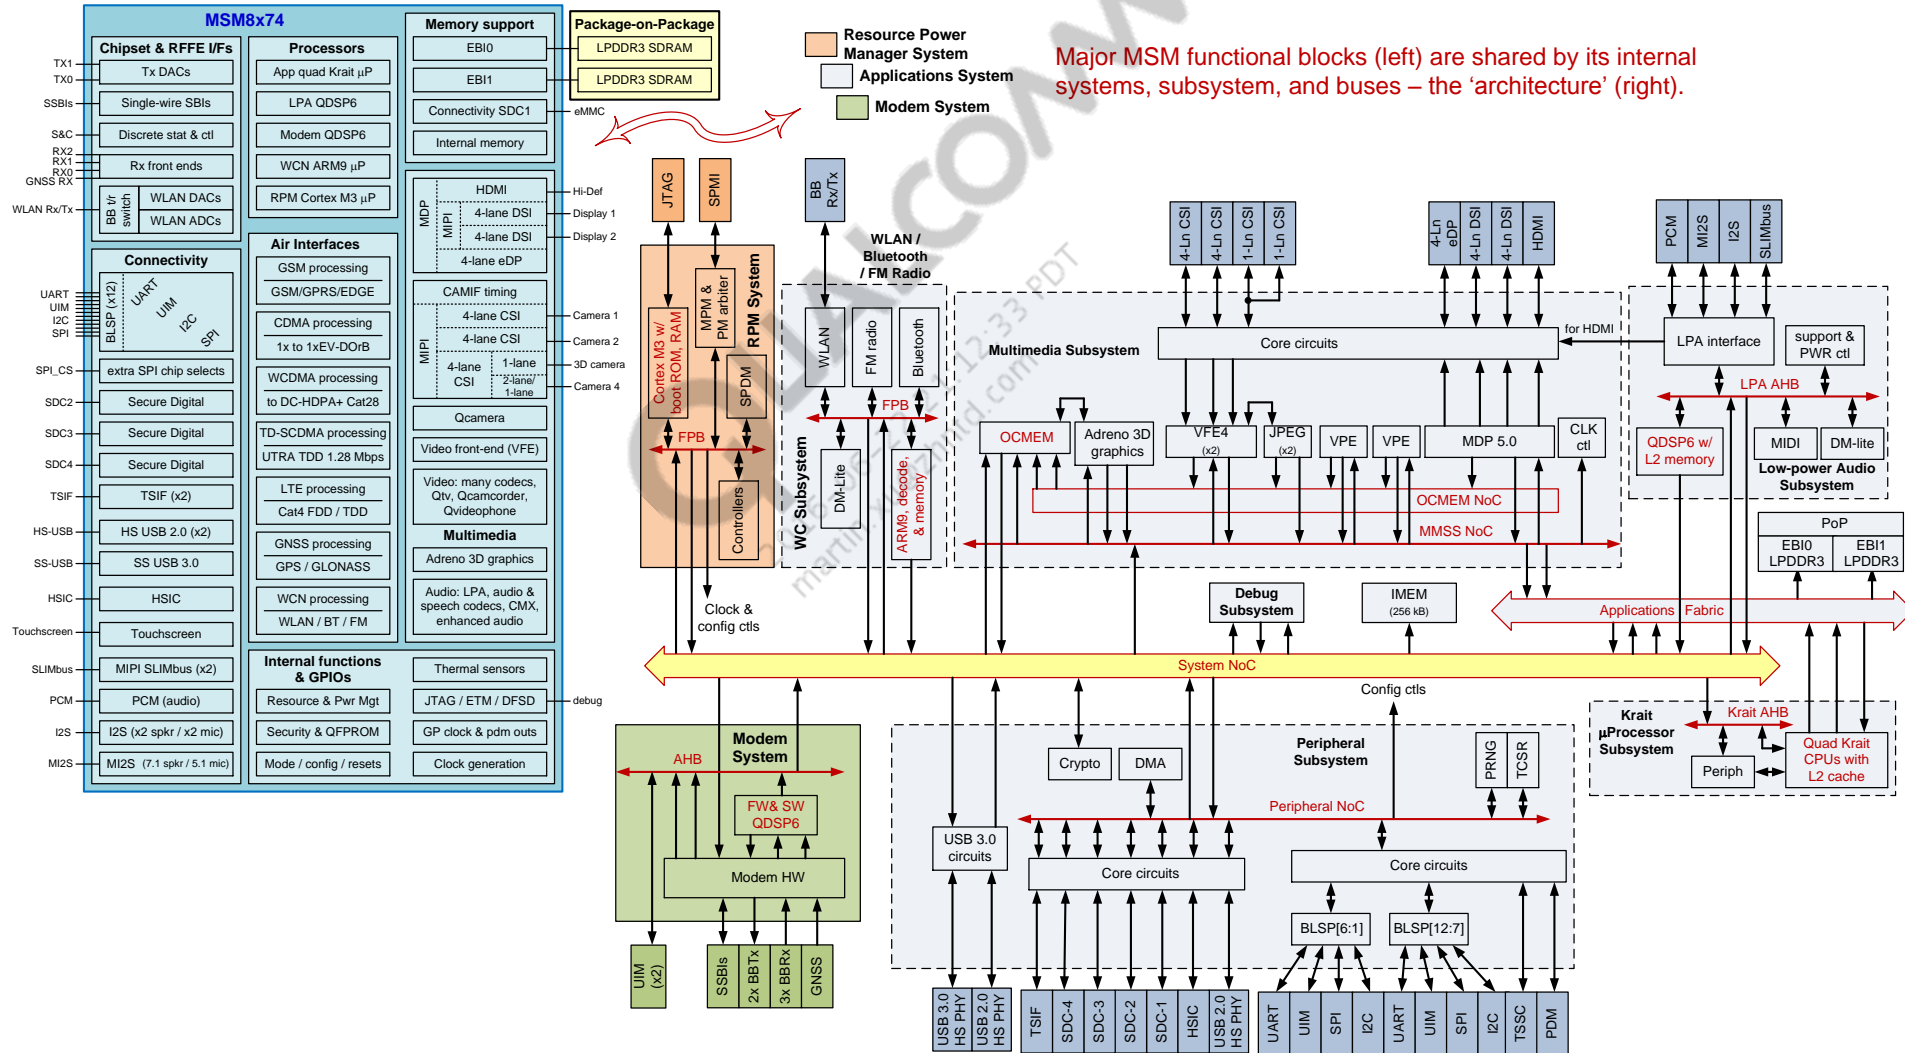 MSM8x74
Chipset & RFFE I/Fs
Tx DACs
Single-wire SBIs
Discrete stat & ctl
Rx front ends
BB t/r
switch
WLAN DACs
WLAN ADCs
TX1
TX0
SSBIs
S&C
RX2
RX1
RX0
GNSS RX
WLAN Rx/Tx
Connectivity
BLSP (x12)
UART
UIM
I2C
SPI
extra SPI chip selects
Secure Digital
Secure Digital
Secure Digital
TSIF (x2)
HS USB 2.0 (x2)
SS USB 3.0
HSIC
Touchscreen
MIPI SLIMbus (x2)
PCM (audio)
I2S (x2 spkr / x2 mic)
MI2S (7.1 spkr / 5.1 mic)
UART
UIM
I2C
SPI
SPI_CS
SDC2
SDC3
SDC4
TSIF
HS-USB
SS-USB
HSIC
Touchscreen
SLIMbus
PCM
I2S
MI2S
Processors
App quad Krait µP
LPA QDSP6
Modem QDSP6
WCN ARM9 µP
RPM Cortex M3 µP
Air Interfaces
GSM processing
GSM/GPRS/EDGE
CDMA processing
1x to 1xEV-DOrB
WCDMA processing
to DC-HDPA+ Cat28
TD-SCDMA processing
UTRA TDD 1.28 Mbps
LTE processing
Cat4 FDD / TDD
GNSS processing
GPS / GLONASS
WCN processing
WLAN / BT / FM
Internal functions
& GPIOs
Resource & Pwr Mgt
Security & QFPROM
Mode / config / resets
Thermal sensors
JTAG / ETM / DFSD
GP clock & pdm outs
Clock generation
debug
Memory support
EBI0
EBI1
Connectivity SDC1
Internal memory
eMMC
Package-on-Package
LPDDR3 SDRAM
LPDDR3 SDRAM
MDP
HDMI
MIPI
4-lane DSI
4-lane DSI
4-lane eDP
Hi-Def
Display 1
Display 2
CAMIF timing
MIPI
4-lane CSI
4-lane CSI
4-lane
CSI
1-lane
2-lane/
1-lane
Camera 1
Camera 2
3D camera
Camera 4
Qcamera
Video front-end (VFE)
Video: many codecs,
Qtv, Qcamcorder,
Qvideophone
Multimedia
Adreno 3D graphics
Audio: LPA, audio &
speech codecs, CMX,
enhanced audio
Resource Power
Manager System
Applications System
Modem System
Major MSM functional blocks (left) are shared by its internal
systems, subsystem, and buses – the ‘architecture’ (right).
QUALCOMM
martin.
JTAG
SPMI
RPM System
Cortex M3 w/
boot ROM, RAM
MPM &
PM arbiter
SPDM
FPB
Controllers
Clock &
config ctls
BB
Rx/Tx
WLAN /
Bluetooth
/ FM Radio
WLAN
FM radio
Bluetooth
FPB
WC Subsystem
DM-Lite
ARM9, decode,
& memory
4-Ln CSI
4-Ln CSI
1-Ln CSI
1-Ln CSI
4-Ln
eDP
4-Ln DSI
4-Ln DSI
HDMI
Multimedia Subsystem
Core circuits
for HDMI
OCMEM
Adreno 3D
graphics
VFE4
(x2)
JPEG
(x2)
VPE
VPE
MDP 5.0
CLK
ctl
OCMEM NoC
MMSS NoC
PCM
MI2S
I2S
SLIMbus
LPA interface
support &
PWR ctl
LPA AHB
QDSP6 w/
L2 memory
MIDI
DM-lite
Low-power Audio
Subsystem
PoP
EBI0
LPDDR3
EBI1
LPDDR3
Applications Fabric
Debug
Subsystem
IMEM
(256 kB)
System NoC
Config ctls
Modem
System
AHB
FW& SW
QDSP6
Modem HW
UIM
(x2)
SSBIs
2x BBTx
3x BBRx
GNSS
Peripheral
Subsystem
Crypto
DMA
PRNG
TCSR
Peripheral NoC
USB 3.0
circuits
Core circuits
Core circuits
BLSP[6:1]
BLSP[12:7]
USB 3.0
HS PHY
USB 2.0
HS PHY
TSIF
SDC-4
SDC-3
SDC-2
SDC-1
HSIC
USB 2.0
HS PHY
UART
UIM
SPI
I2C
UART
UIM
SPI
I2C
TSSC
PDM
Krait
µProcessor
Subsystem
Krait AHB
Periph
Quad Krait
CPUs with
L2 cache